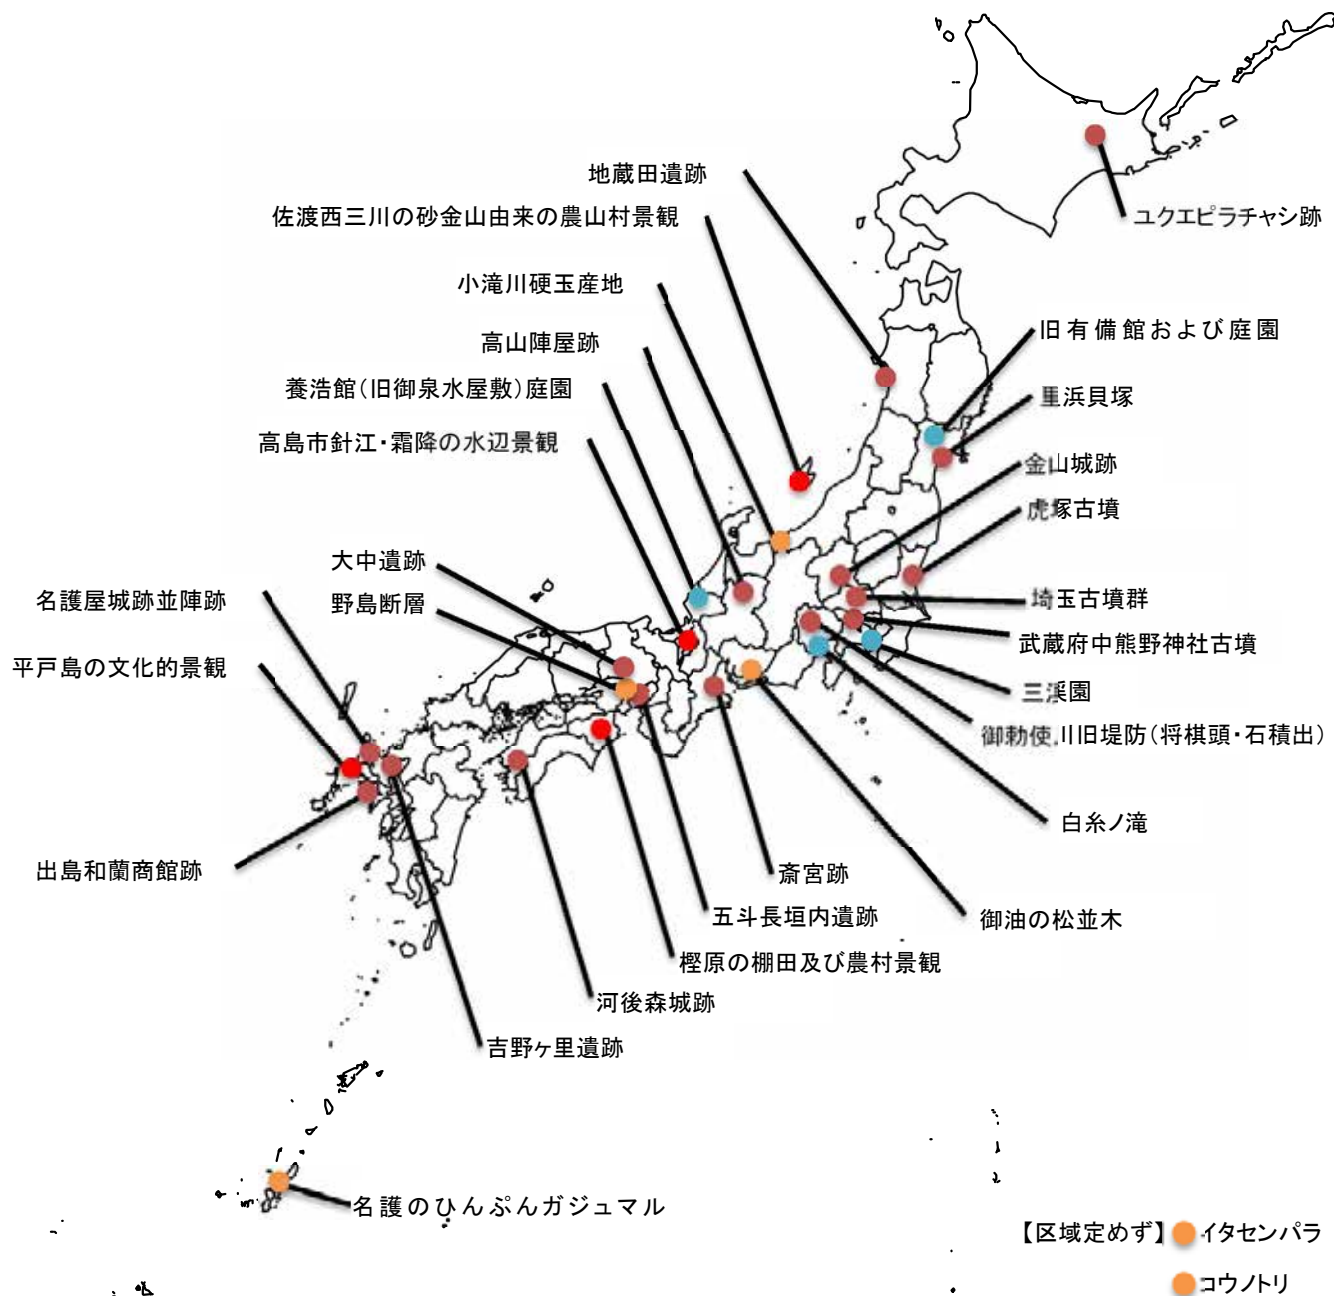 地蔵田遺跡
佐渡西三川の砂金山由来の農山村景観
ユクエピラチャシ跡
小滝川硬玉産地
高山陣屋跡
旧有備館および庭園
養浩館(旧御泉水屋敷)庭園
里浜貝塚
高島市針江・霜降の水辺景観
金山城跡
虎塚古墳
大中遺跡
名護屋城跡並陣跡
野島断層
埼玉古墳群
武蔵府中熊野神社古墳
平戸島の文化的景観
三溪園
御勅使川旧堤防(将棋頭・石積出)
白糸ノ滝
出島和蘭商館跡
斎宮跡
五斗長垣内遺跡
御油の松並木
樫原の棚田及び農村景観
河後森城跡
吉野ヶ里遺跡
名護のひんぷんガジュマル
【区域定めず】 イタセンパラ
コウノトリ